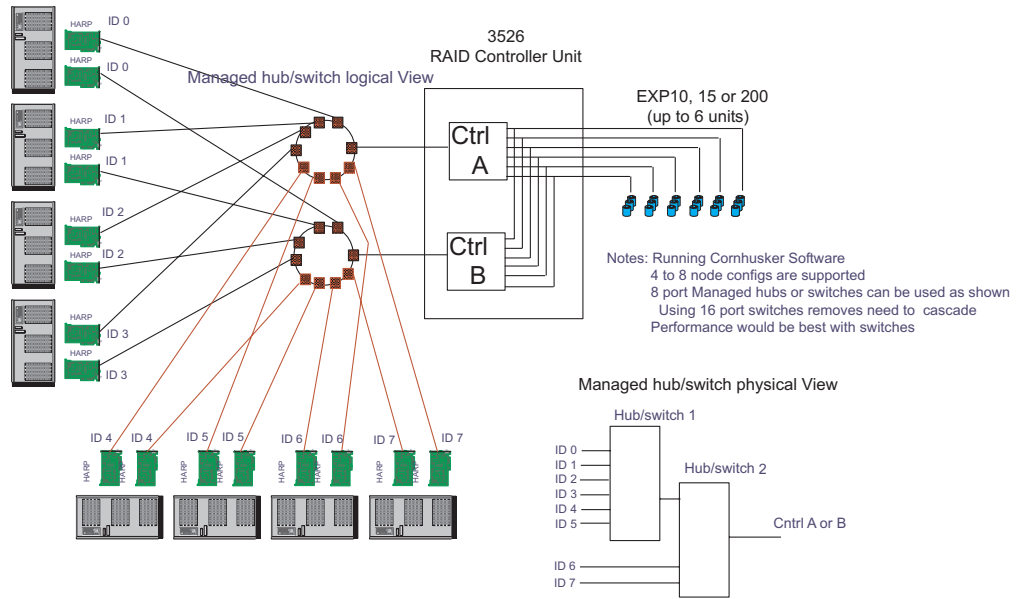 HARP
ID 0
HARP
ID 0
3526
RAID Controller Unit
Managed hub/switch logical View
EXP10, 15 or 200
(up to 6 units)
HARP
ID 1
HARP
ID 1
Ctrl
A
HARP
ID 2
HARP
ID 2
Ctrl
B
Notes: Running Cornhusker Software
4 to 8 node configs are supported
8 port Managed hubs or switches can be used as shown
Using 16 port switches removes need to cascade
Performance would be best with switches
HARP
ID 3
HARP
ID 3
Managed hub/switch physical View
Hub/switch 1
ID 0
ID 1
ID 2
ID 3
ID 4
ID 5
Hub/switch 2
Cntrl A or B
ID 6
ID 7
ID 4
ID 4
ID 5
ID 5
ID 6
ID 6
ID 7
ID 7
HARP
HARP
HARP
HARP
HARP
HARP
HARP
HARP